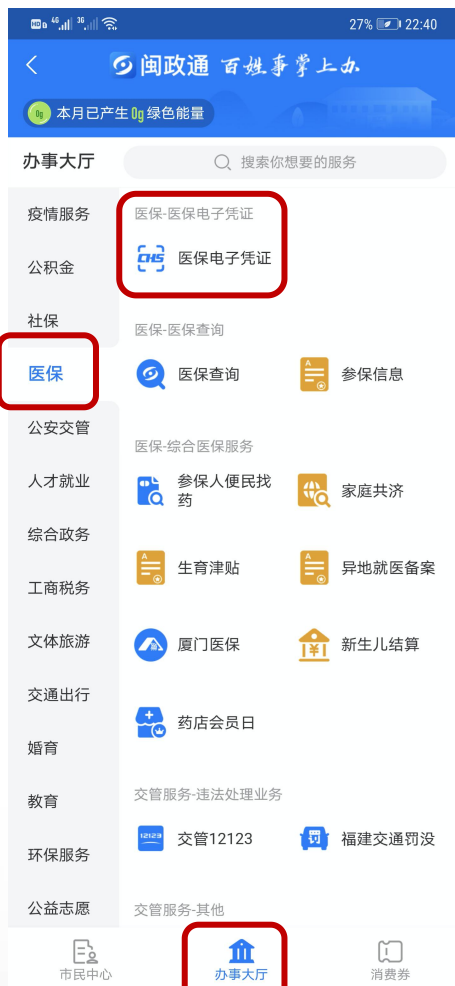 HD 4G 3G 27% 22:40
闽政通 百姓事掌上办
0g 本月已产生0g绿色能量
办事大厅 搜索你想要的服务
疫情服务
公积金
社保
医保
公安交管
人才就业
综合政务
工商税务
文体旅游
交通出行
婚育
教育
环保服务
公益志愿
医保-医保电子凭证
CHS 医保电子凭证
医保-医保查询
医保查询 参保信息
医保-综合医保服务
参保人便民找
药
家庭共济
生育津贴 异地就医备案
厦门医保 新生儿结算
药店会员日
交管服务-违法处理业务
12123 交管12123 罚 福建交通罚没
交管服务-其他
市民中心 办事大厅 消费券